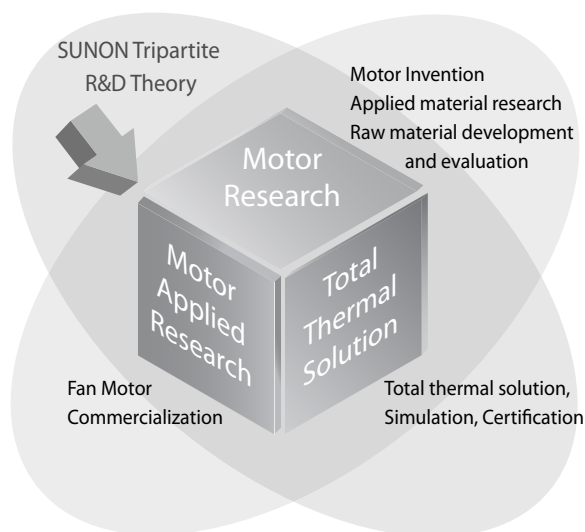 SUNON Tripartite
R&D Theory
Motor Invention
Applied material research
Raw material development
and evaluation
Motor
Research
Motor
Applied
Research
Total
Thermal
Solution
Fan Motor
Commercialization
Total thermal solution,
Simulation, Certification